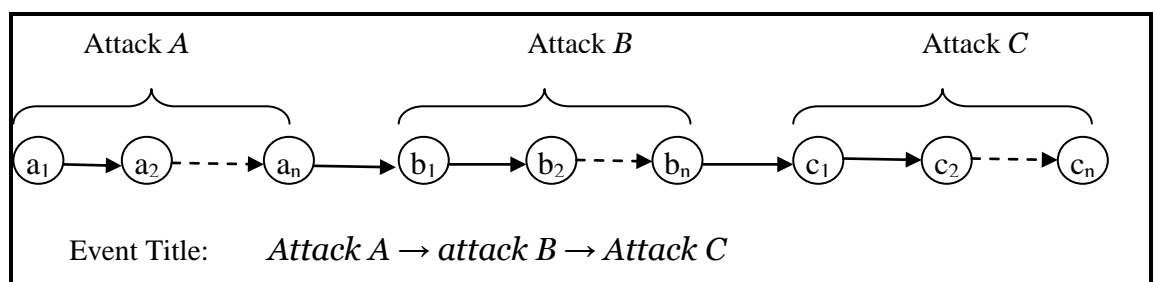 Attack A Attack B Attack C
a₁ a₂ aₙ b₁ b₂ bₙ c₁ c₂ cₙ
Event Title: Attack A → attack B → Attack C